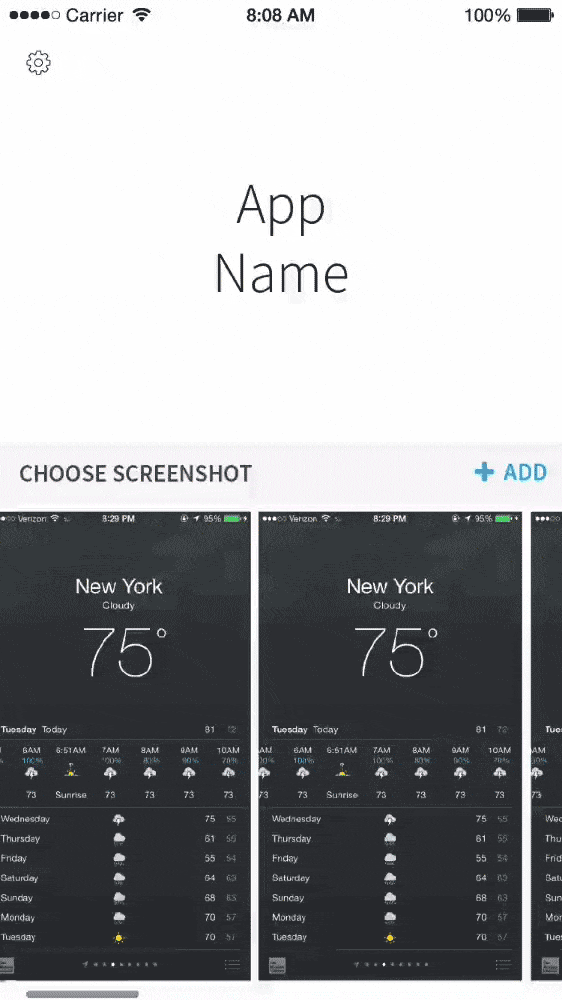 Carrier 8:08 AM 100%
App
Name
CHOOSE SCREENSHOT + ADD
Verizon 8:29 PM 95%
New York
Cloudy
75°
Tuesday Today 81 72
6AM 6:51AM 7AM 8AM 9AM 10AM
100% 100% 80% 90% 70%
73 Sunrise 73 73 73 73
Wednesday 75 55
Thursday 61 55
Friday 55 54
Saturday 64 63
Sunday 68 63
Monday 70 57
Tuesday 70 57
Verizon 8:29 PM 95%
New York
Cloudy
75°
Tuesday Today 81 72
AM 6AM 6:51AM 7AM 8AM 9AM 10AM
100% 100% 80% 90% 70%
73 73 Sunrise 73 73 73 73
Wednesday 75 55
Thursday 61 55
Friday 55 54
Saturday 64 63
Sunday 68 63
Monday 70 57
Tuesday 70 57